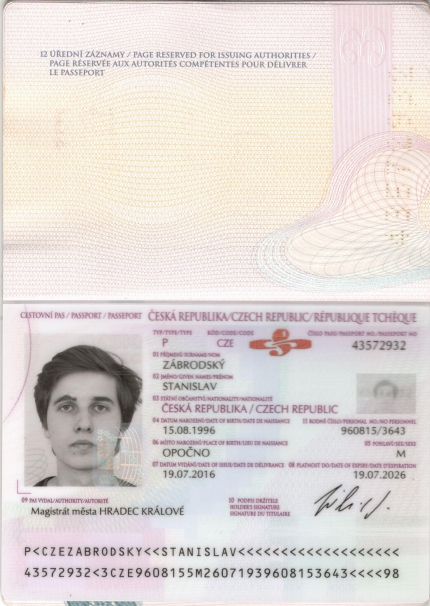 12 ÚŘEDNÍ ZÁZNAMY / PAGE RESERVED FOR ISSUING AUTHORITIES /
PAGE RÉSERVÉE AUX AUTORITÉS COMPÉTENTES POUR DÉLIVRER
LE PASSEPORT
CESTOVNÍ PAS / PASSPORT / PASSEPORT ČESKÁ REPUBLIKA/CZECH REPUBLIC/RÉPUBLIQUE TCHÈQUE
TYP/TYPE/TYPE KÓD/CODE/CODE ČÍSLO PASU/PASSPORT NO./PASSEPORT NO
P CZE 43572932
01 PŘÍJMENÍ/SURNAME/NOM
ZÁBRODSKÝ
02 JMÉNO/GIVEN NAMES/PRÉNOM
STANISLAV
03 STÁTNÍ OBČANSTVÍ/NATIONALITY/NATIONALITÉ
ČESKÁ REPUBLIKA / CZECH REPUBLIC
04 DATUM NAROZENÍ/DATE OF BIRTH/DATE DE NAISSANCE 11 RODNÉ ČÍSLO/PERSONAL NO./NO PERSONNEL
15.08.1996 960815/3643
06 MÍSTO NAROZENÍ/PLACE OF BIRTH/LIEU DE NAISSANCE 05 POHLAVÍ/SEX/SEXE
OPOČNO M
07 DATUM VYDÁNÍ/DATE OF ISSUE/DATE DE DÉLIVRANCE 08 PLATNOST DO/DATE OF EXPIRY/DATE D'EXPIRATION
19.07.2016 19.07.2026
09 PAS VYDAL/AUTHORITY/AUTORITÉ 10 PODPIS DRŽITELE
HOLDER'S SIGNATURE
Magistrát města HRADEC KRÁLOVÉ SIGNATURE DU TITULAIRE
P<CZEZABRODSKY<<STANISLAV<<<<<<<<<<<<<<<<<<<
43572932<3CZE9608155M26071939608153643<<<<98